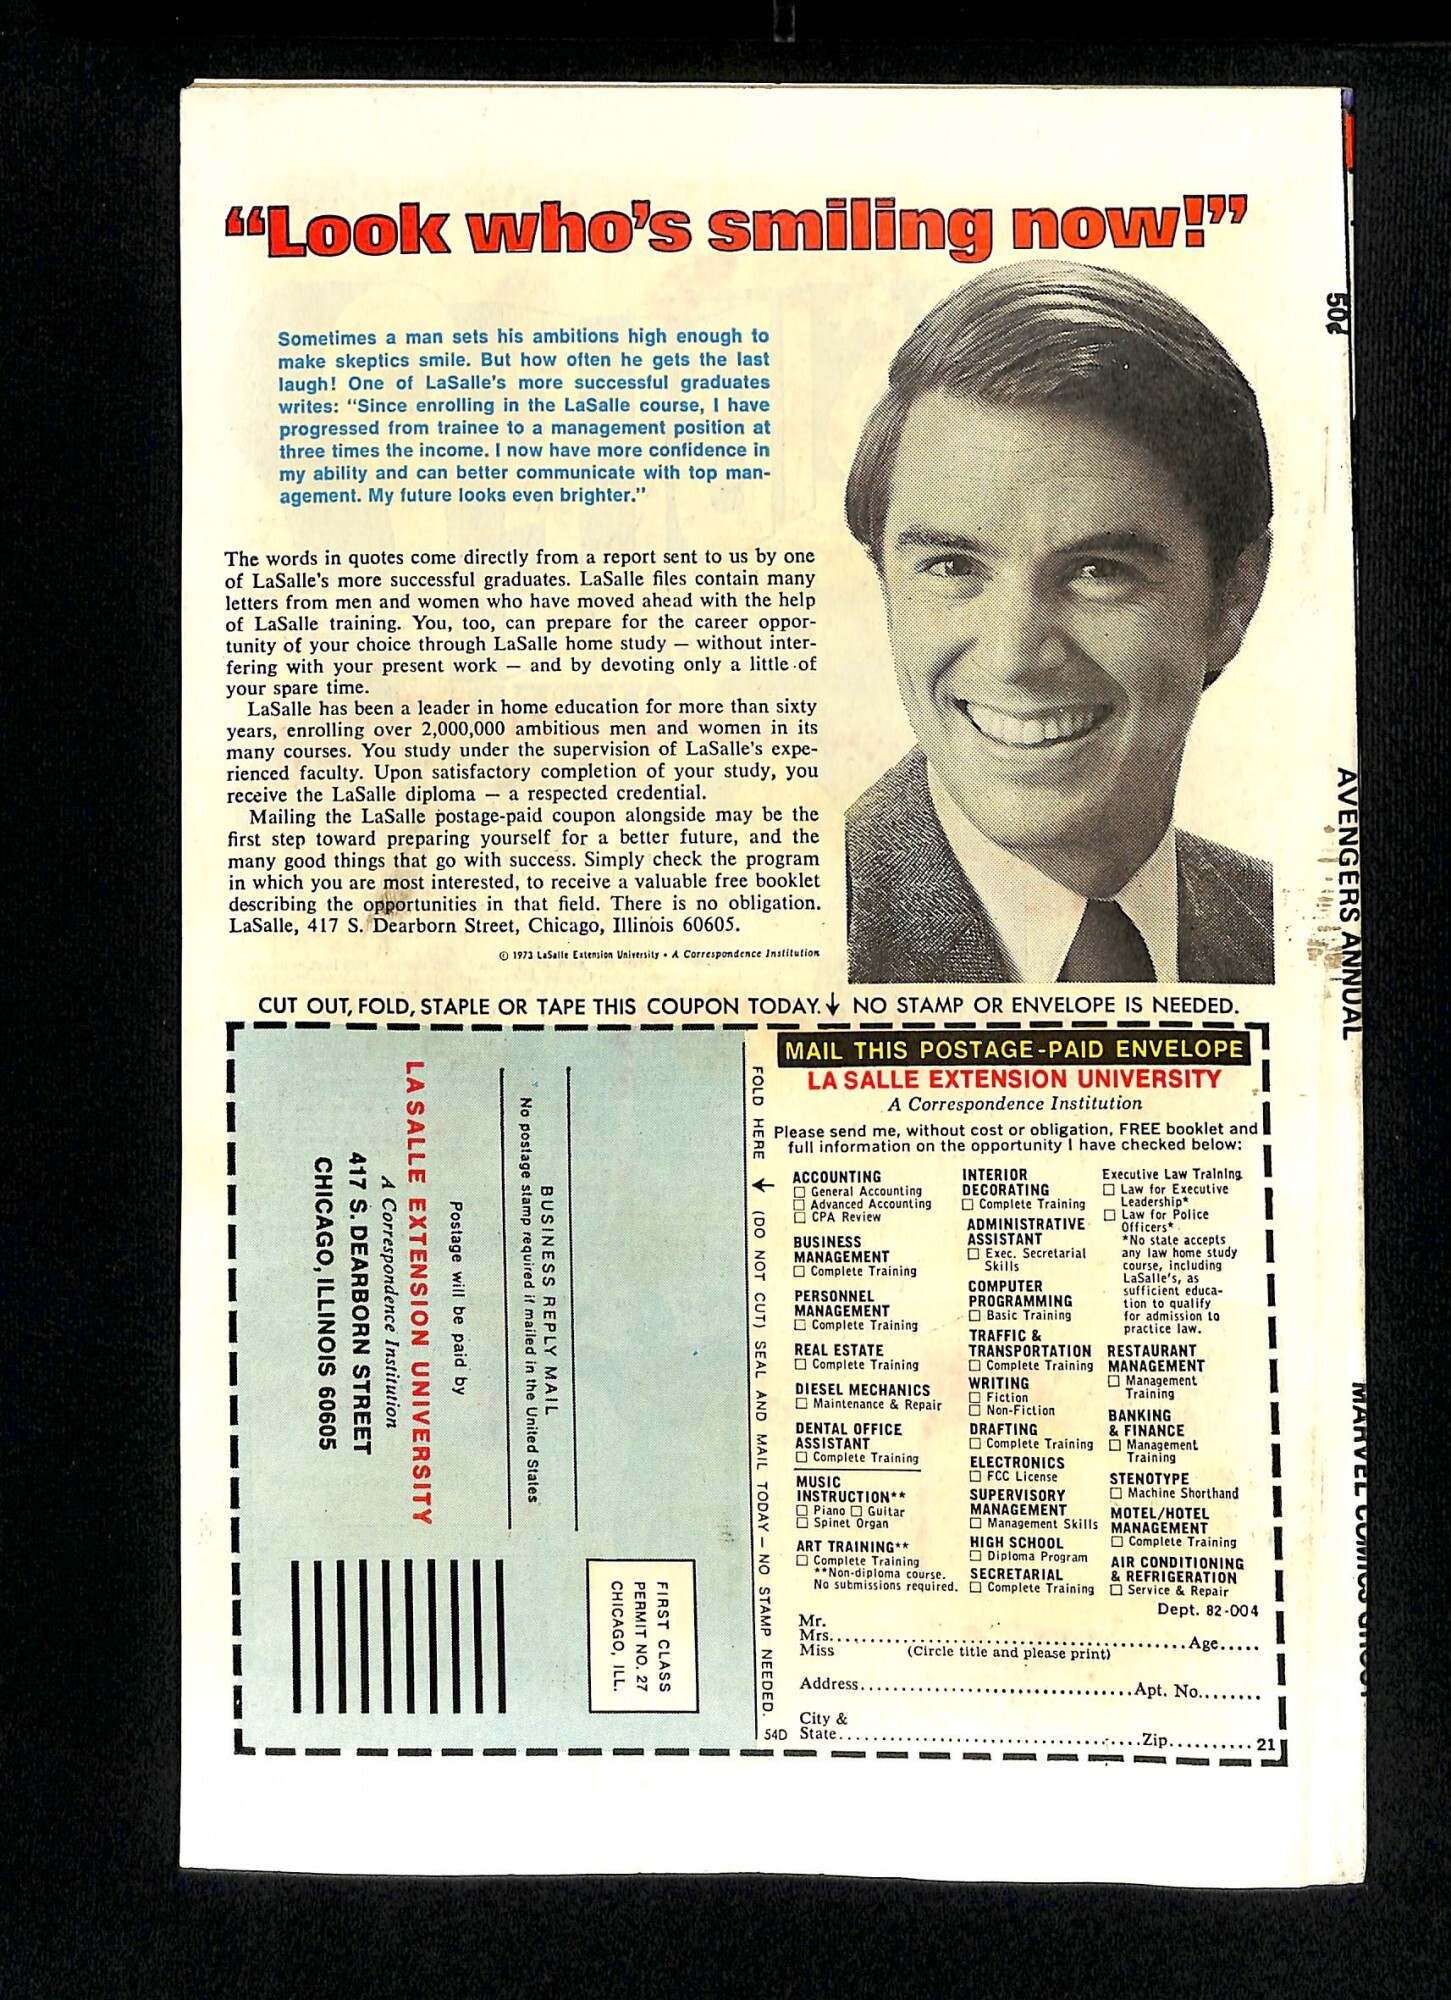 “Look who’s smiling now!”
Sometimes a man sets his ambitions high enough to
make skeptics smile. But how often he gets the last
laugh! One of LaSalle's more successful graduates
writes: “Since enrolling in the LaSalle course, I have
progressed from trainee to a management position at
three times the income. I now have more confidence in
my ability and can better communicate with top man-
agement. My future looks even brighter.”
The words in quotes come directly from a report sent to us by one
of LaSalle's more successful graduates. LaSalle files contain many
letters from men and women who have moved ahead with the help
of LaSalle training. You, too, can prepare for the career oppor-
tunity of your choice through LaSalle home study — without inter-
fering with your present work — and by devoting only a little of
your spare time.
LaSalle has been a leader in home education for more than sixty
years, enrolling over 2,000,000 ambitious men and women in its
many courses. You study under the supervision of LaSalle's expe-
rienced faculty. Upon satisfactory completion of your study, you
receive the LaSalle diploma — a respected credential.
Mailing the LaSalle postage-paid coupon alongside may be the
first step toward preparing yourself for a better future, and the
many good things that go with success. Simply check the program
in which you are most interested, to receive a valuable free booklet
describing the opportunities in that field. There is no obligation.
LaSalle, 417 S. Dearborn Street, Chicago, Illinois 60605.
© 1973 LaSalle Extension University • A Correspondence Institution
CUT OUT, FOLD, STAPLE OR TAPE THIS COUPON TODAY. ↓ NO STAMP OR ENVELOPE IS NEEDED.
FIRST CLASS
PERMIT NO. 27
CHICAGO, ILL.
BUSINESS REPLY MAIL
No postage stamp required if mailed in the United States
Postage will be paid by
LASALLE EXTENSION UNIVERSITY
A Correspondence Institution
417 S. DEARBORN STREET
CHICAGO, ILLINOIS 60605
FOLD HERE ↓ (DO NOT CUT) SEAL AND MAIL TODAY — NO STAMP NEEDED.
MAIL THIS POSTAGE-PAID ENVELOPE
LA SALLE EXTENSION UNIVERSITY
A Correspondence Institution
Please send me, without cost or obligation, FREE booklet and
full information on the opportunity I have checked below:
ACCOUNTING
☐ General Accounting
☐ Advanced Accounting
☐ CPA Review
BUSINESS
MANAGEMENT
☐ Complete Training
PERSONNEL
MANAGEMENT
☐ Complete Training
REAL ESTATE
☐ Complete Training
DIESEL MECHANICS
☐ Maintenance & Repair
DENTAL OFFICE
ASSISTANT
☐ Complete Training
MUSIC
INSTRUCTION**
☐ Piano ☐ Guitar
☐ Spinet Organ
ART TRAINING**
☐ Complete Training
**Non-diploma course.
No submissions required.
INTERIOR
DECORATING
☐ Complete Training
ADMINISTRATIVE
ASSISTANT
☐ Exec. Secretarial
Skills
COMPUTER
PROGRAMMING
☐ Basic Training
TRAFFIC &
TRANSPORTATION
☐ Complete Training
WRITING
☐ Fiction
☐ Non-Fiction
DRAFTING
☐ Complete Training
ELECTRONICS
☐ FCC License
SUPERVISORY
MANAGEMENT
☐ Management Skills
HIGH SCHOOL
☐ Diploma Program
SECRETARIAL
☐ Complete Training
Executive Law Training
☐ Law for Executive
Leadership*
☐ Law for Police
Officers*
*No state accepts
any law home study
course, including
LaSalle's, as
sufficient educa-
tion to qualify
for admission to
practice law.
RESTAURANT
MANAGEMENT
☐ Management
Training
BANKING
& FINANCE
☐ Management
Training
STENOTYPE
☐ Machine Shorthand
MOTEL/HOTEL
MANAGEMENT
☐ Complete Training
AIR CONDITIONING
& REFRIGERATION
☐ Service & Repair
Dept. 82-004
Mr.
Mrs. Age
Miss (Circle title and please print)
Address Apt. No.
City &
State Zip
54D
21
50¢
AVENGERS ANNUAL
MARVEL COMICS GROUP